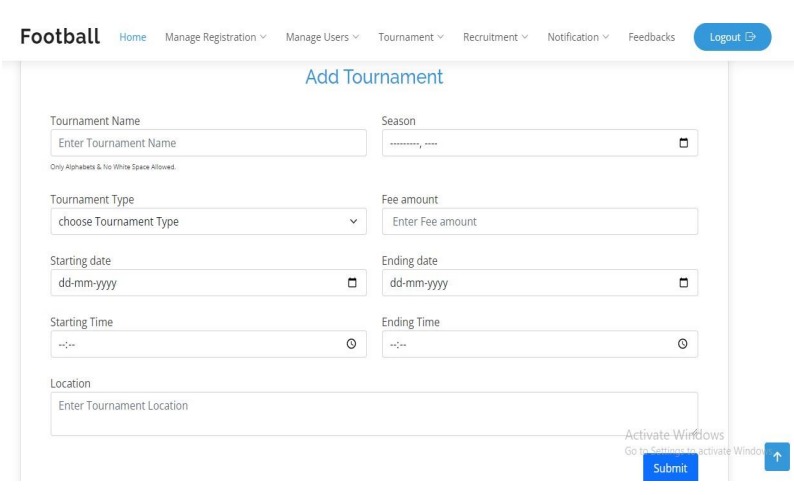 Football Home Manage Registration Manage Users Tournament Recruitment Notification Feedbacks Logout
Add Tournament
Tournament Name Season
Enter Tournament Name ---------, ----
Only Alphabets & No White Space Allowed.
Tournament Type Fee amount
choose Tournament Type Enter Fee amount
Starting date Ending date
dd-mm-yyyy dd-mm-yyyy
Starting Time Ending Time
--:-- --:--
Location
Enter Tournament Location
Activate Windows
Go to Settings to activate Windows
Submit